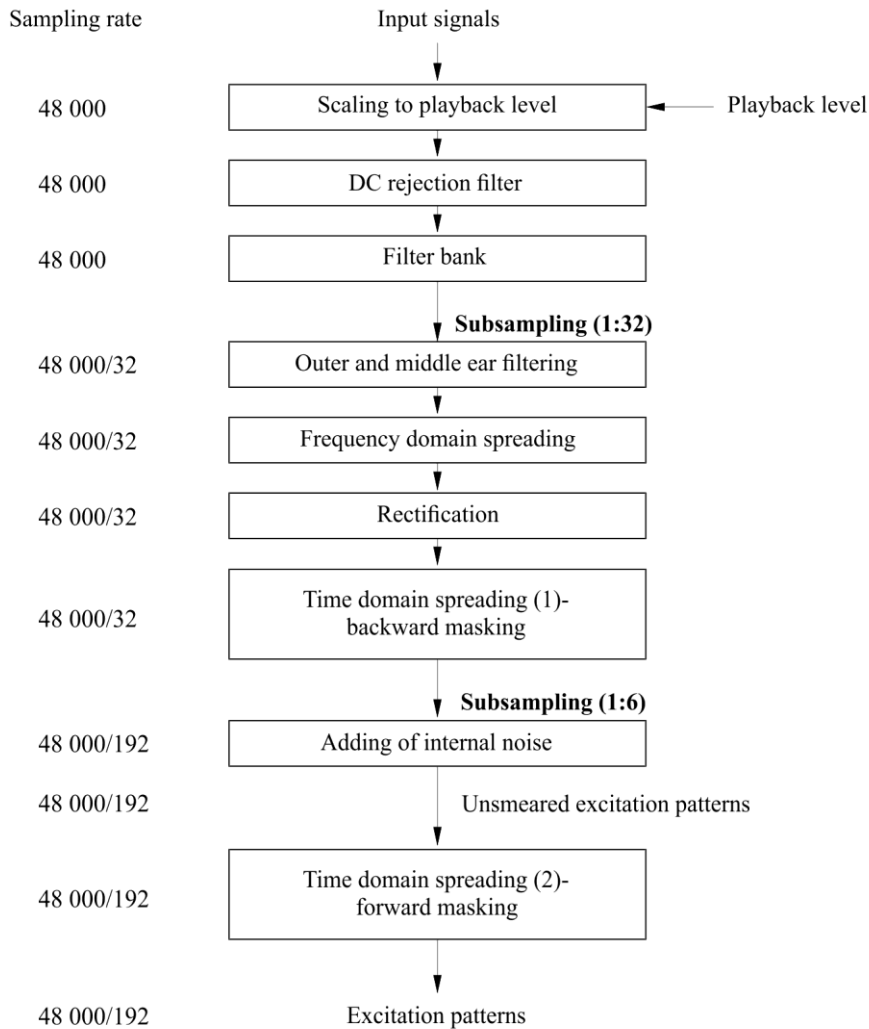 Sampling rate
Input signals
48 000
Scaling to playback level
Playback level
48 000
DC rejection filter
48 000
Filter bank
Subsampling (1:32)
48 000/32
Outer and middle ear filtering
48 000/32
Frequency domain spreading
48 000/32
Rectification
48 000/32
Time domain spreading (1)-
backward masking
Subsampling (1:6)
48 000/192
Adding of internal noise
48 000/192
Unsmeared excitation patterns
48 000/192
Time domain spreading (2)-
forward masking
48 000/192
Excitation patterns